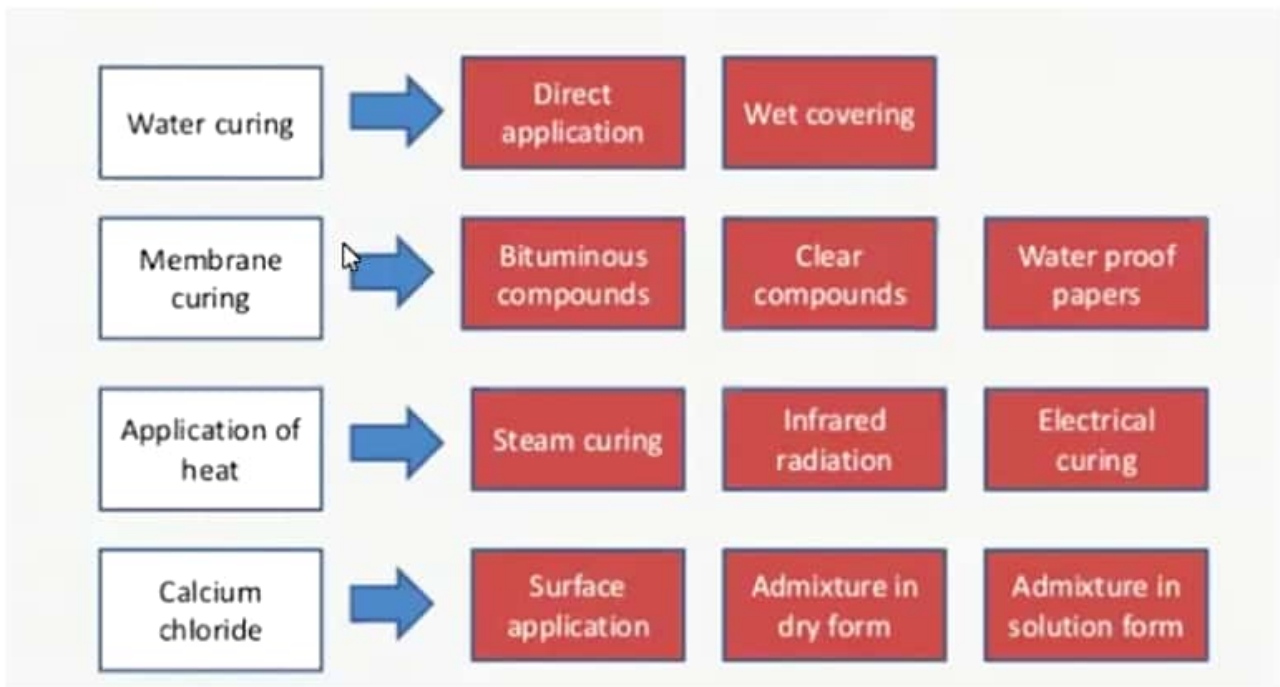 Water curing
Direct
application
Wet covering
Membrane
curing
Bituminous
compounds
Clear
compounds
Water proof
papers
Application of
heat
Steam curing
Infrared
radiation
Electrical
curing
Calcium
chloride
Surface
application
Admixture in
dry form
Admixture in
solution form